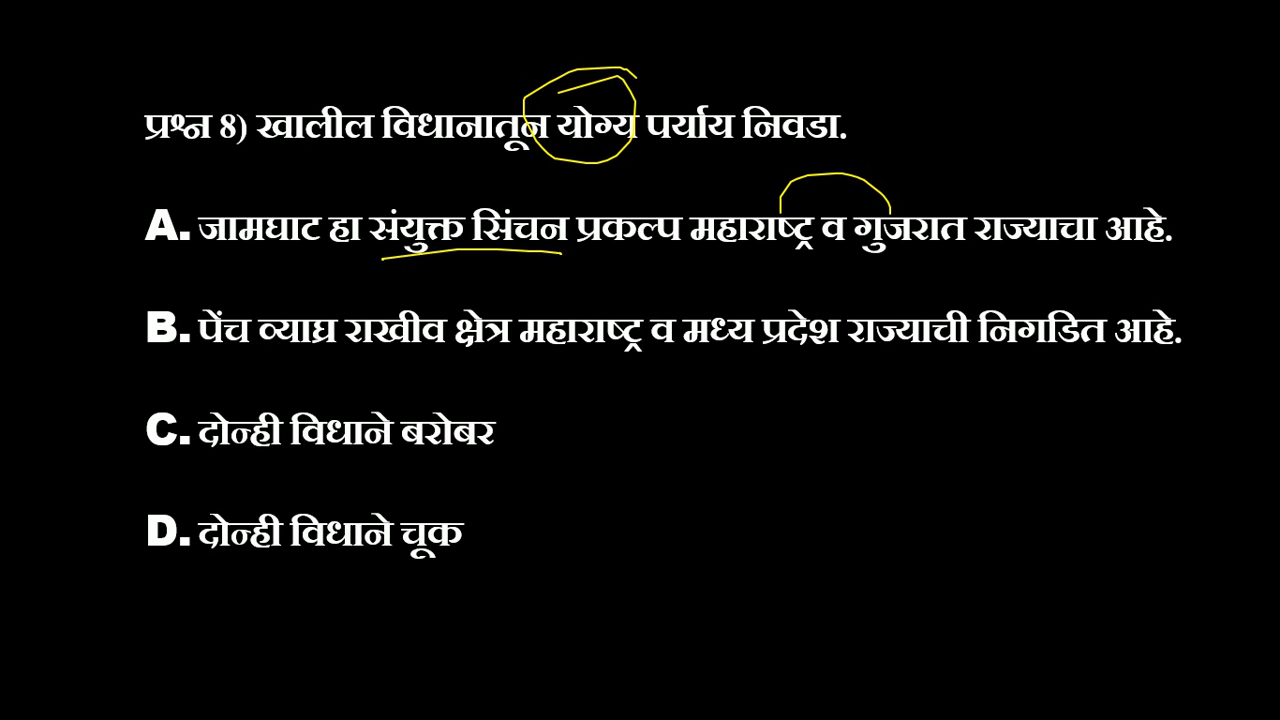 प्रश्न 8) खालील विधानातून योग्य पर्याय निवडा.
A. जामघाट हा संयुक्त सिंचन प्रकल्प महाराष्ट्र व गुजरात राज्याचा आहे.
B. पेंच व्याघ्र राखीव क्षेत्र महाराष्ट्र व मध्य प्रदेश राज्याची निगडित आहे.
C. दोन्ही विधाने बरोबर
D. दोन्ही विधाने चूक